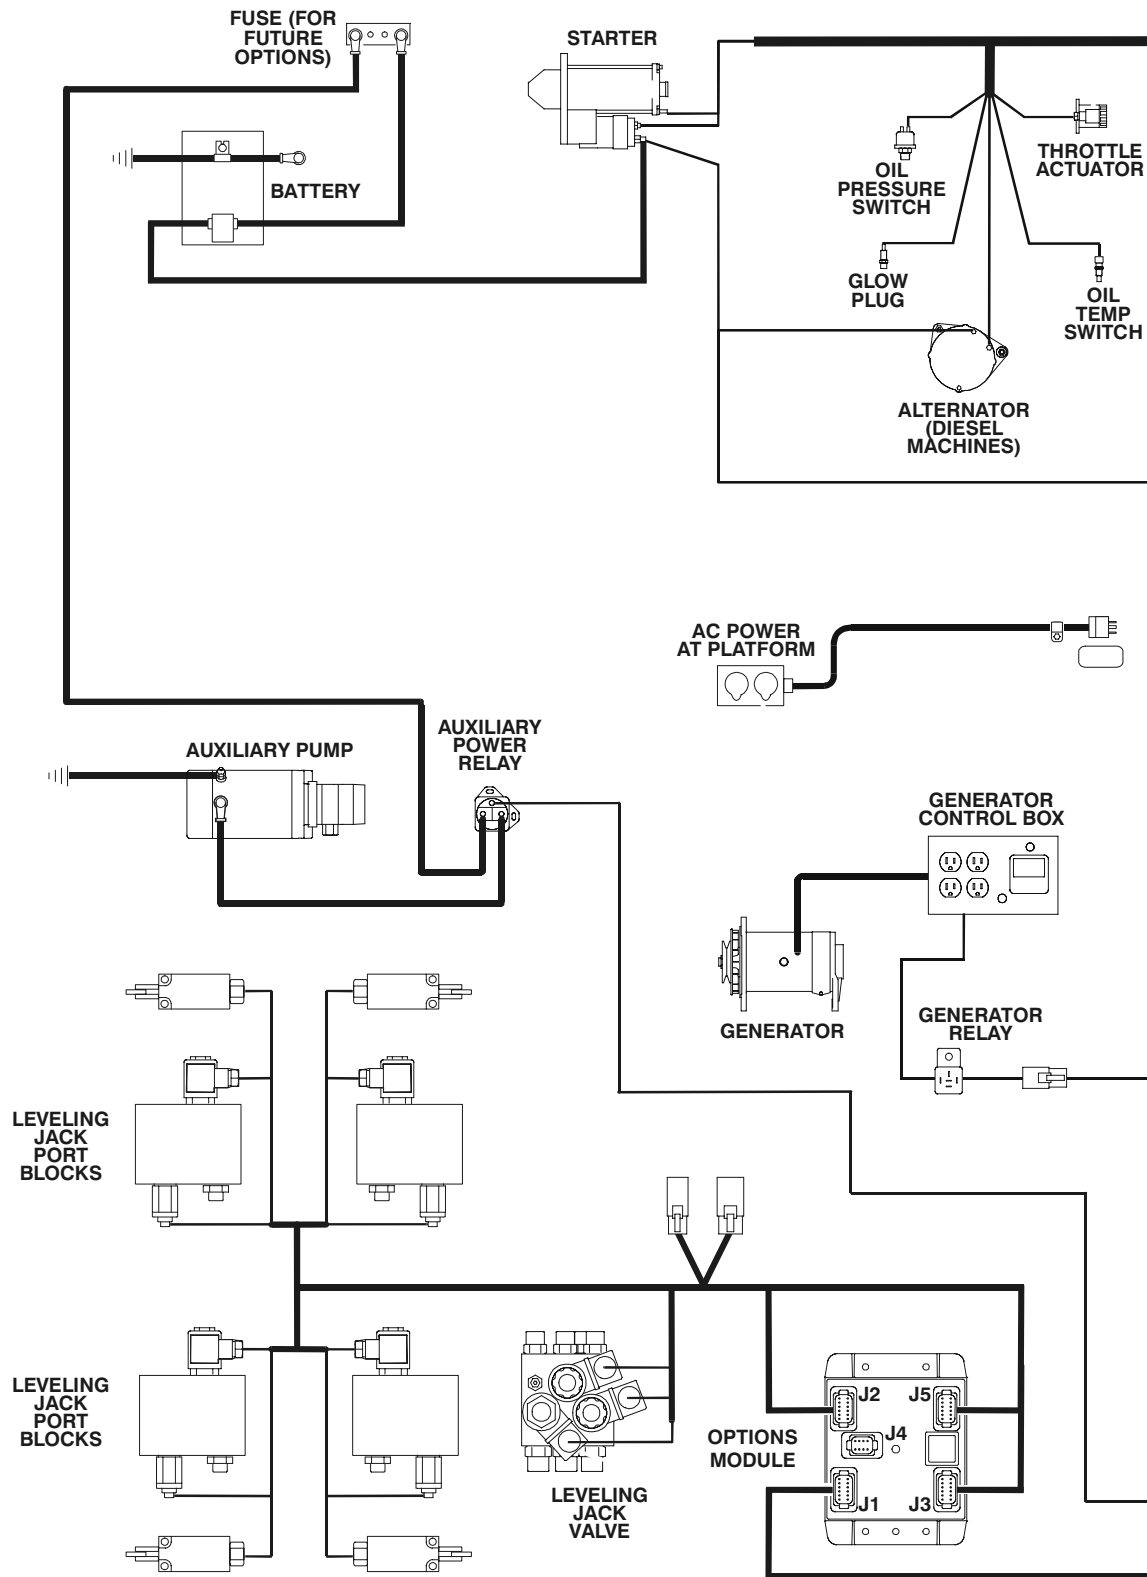 FUSE (FOR
FUTURE
OPTIONS)
STARTER
BATTERY
OIL
PRESSURE
SWITCH
THROTTLE
ACTUATOR
GLOW
PLUG
OIL
TEMP
SWITCH
ALTERNATOR
(DIESEL
MACHINES)
AC POWER
AT PLATFORM
AUXILIARY PUMP
AUXILIARY
POWER
RELAY
GENERATOR
CONTROL BOX
GENERATOR
GENERATOR
RELAY
LEVELING
JACK
PORT
BLOCKS
LEVELING
JACK
PORT
BLOCKS
LEVELING
JACK
VALVE
OPTIONS
MODULE
J2
J5
J4
J1
J3